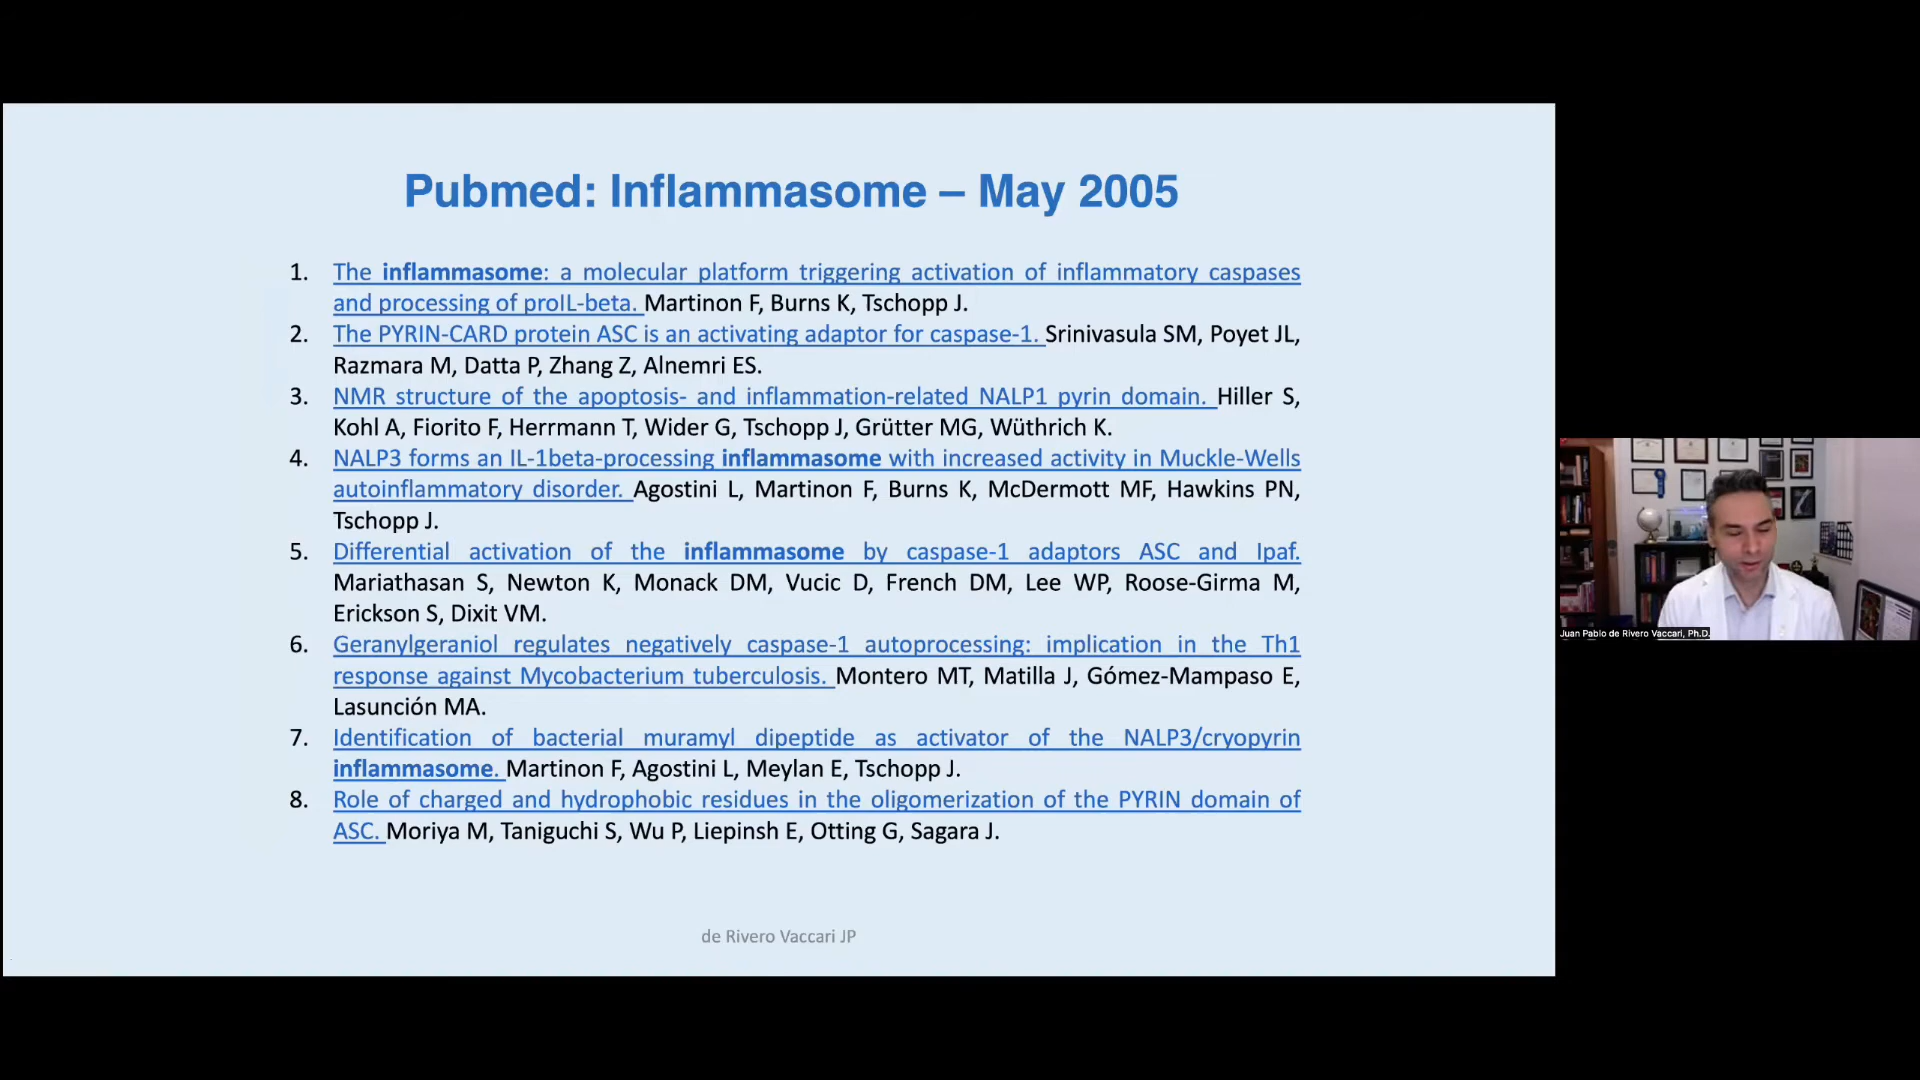 Pubmed: Inflammasome – May 2005
1. The inflammasome: a molecular platform triggering activation of inflammatory caspases
and processing of proIL-beta. Martinon F, Burns K, Tschopp J.
2. The PYRIN-CARD protein ASC is an activating adaptor for caspase-1. Srinivasula SM, Poyet JL,
Razmara M, Datta P, Zhang Z, Alnemri ES.
3. NMR structure of the apoptosis- and inflammation-related NALP1 pyrin domain. Hiller S,
Kohl A, Fiorito F, Herrmann T, Wider G, Tschopp J, Grütter MG, Wüthrich K.
4. NALP3 forms an IL-1beta-processing inflammasome with increased activity in Muckle-Wells
autoinflammatory disorder. Agostini L, Martinon F, Burns K, McDermott MF, Hawkins PN,
Tschopp J.
5. Differential activation of the inflammasome by caspase-1 adaptors ASC and Ipaf.
Mariathasan S, Newton K, Monack DM, Vucic D, French DM, Lee WP, Roose-Girma M,
Erickson S, Dixit VM.
6. Geranylgeraniol regulates negatively caspase-1 autoprocessing: implication in the Th1
response against Mycobacterium tuberculosis. Montero MT, Matilla J, Gómez-Mampaso E,
Lasunción MA.
7. Identification of bacterial muramyl dipeptide as activator of the NALP3/cryopyrin
inflammasome. Martinon F, Agostini L, Meylan E, Tschopp J.
8. Role of charged and hydrophobic residues in the oligomerization of the PYRIN domain of
ASC. Moriya M, Taniguchi S, Wu P, Liepinsh E, Otting G, Sagara J.
de Rivero Vaccari JP
Juan Pablo de Rivero Vaccari, Ph.D.